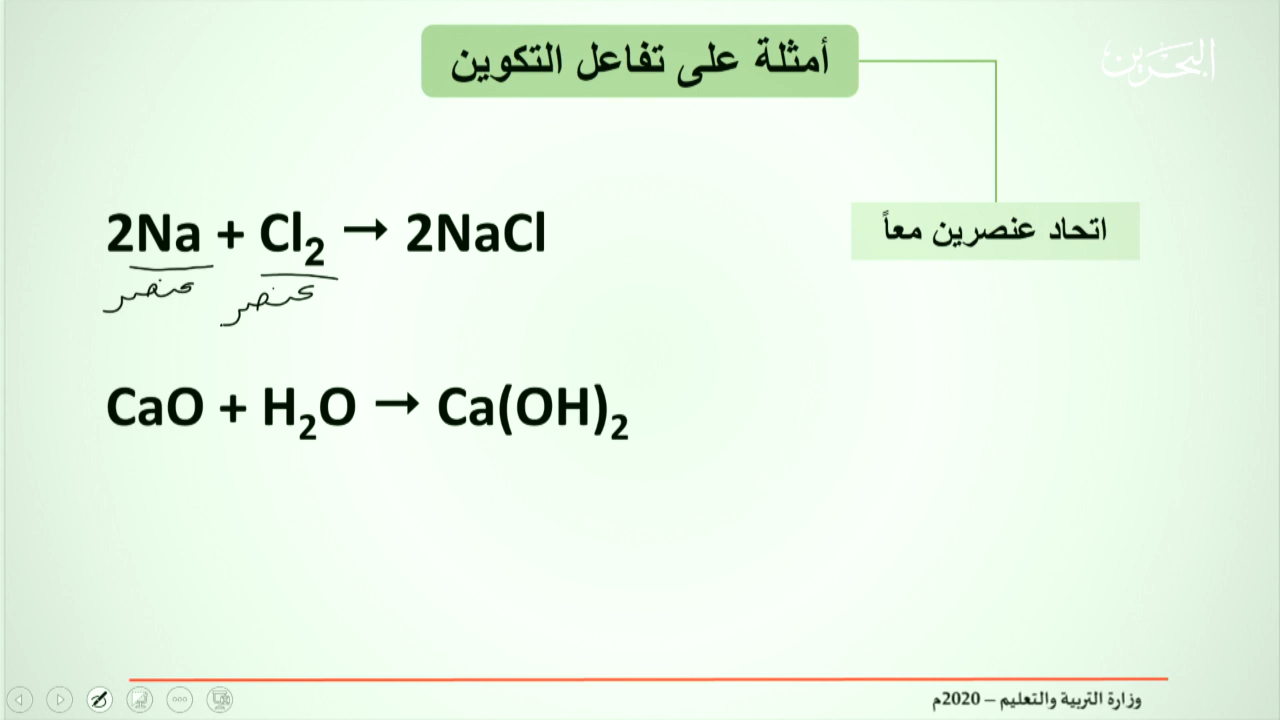 أمثلة على تفاعل التكوين
البحرين
اتحاد عنصرين معاً
2Na + Cl₂ → 2NaCl
عنصر عنصر
CaO + H₂O → Ca(OH)₂
وزارة التربية والتعليم – 2020م